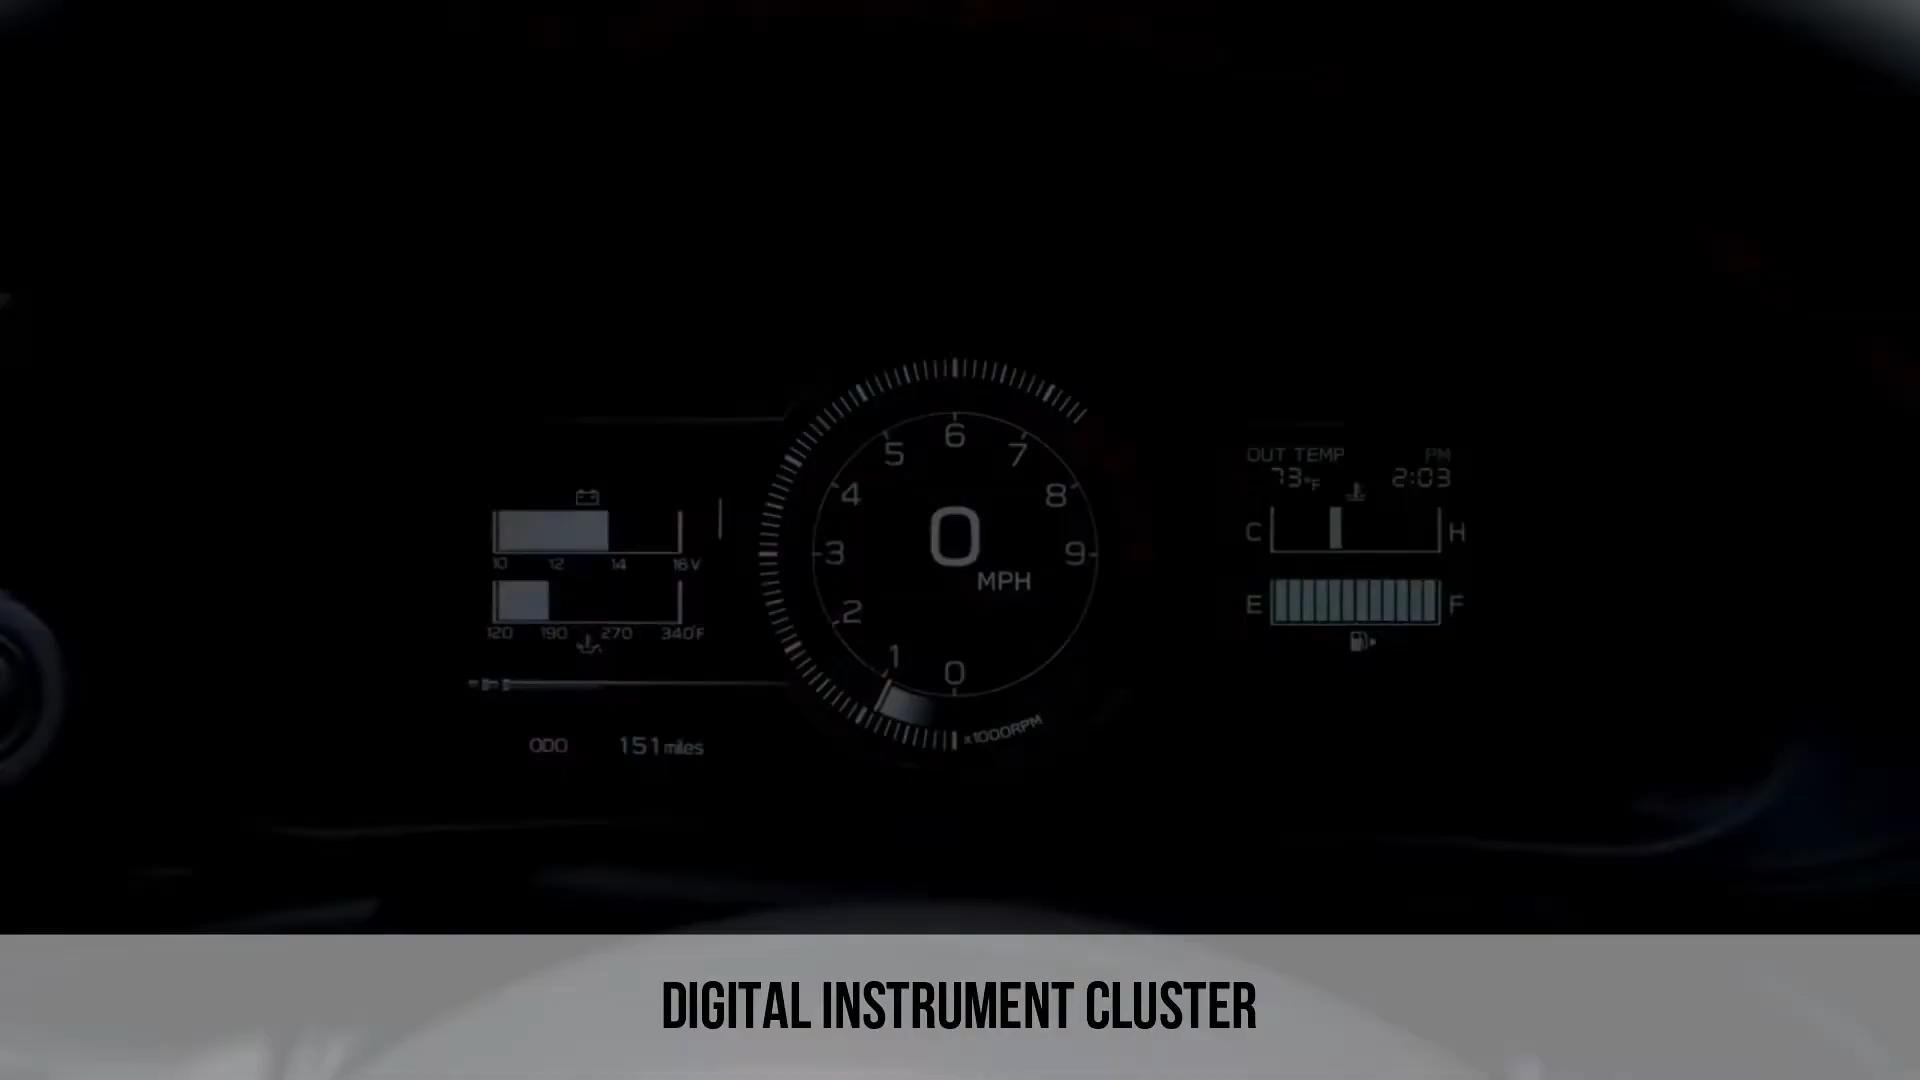 10 12 14 16 V
120 190 270 340°F
ODO 151 miles
0 1 2 3 4 5 6 7 8 9
0
MPH
x1000RPM
OUT TEMP PM
73°F 2:03
C H
E F
DIGITAL INSTRUMENT CLUSTER